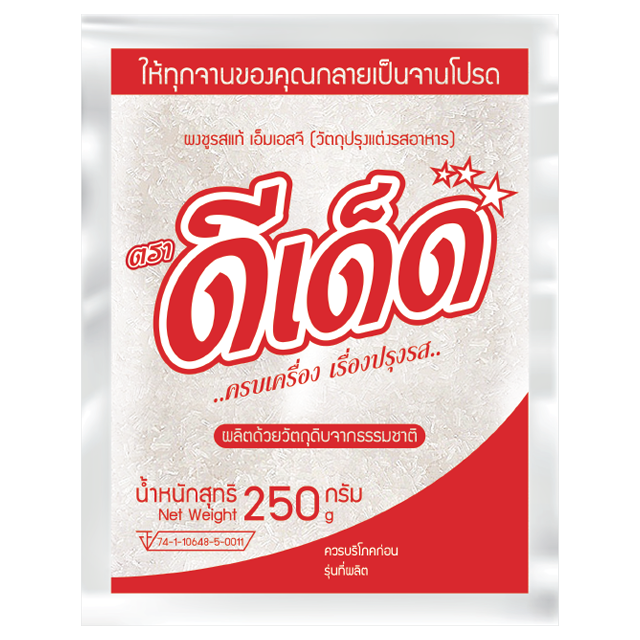 ให้ทุกจานของคุณกลายเป็นจานโปรด
ผงชูรสแท้ เอ็มเอสจี (วัตถุปรุงแต่งรสอาหาร)
ตรา
ดีเด็ด
..ครบเครื่อง เรื่องปรุงรส..
ผลิตด้วยวัตถุดิบจากธรรมชาติ
น้ำหนักสุทธิ 250 กรัม
Net Weight g
74-1-10648-5-0011
ควรบริโภคก่อน
รุ่นที่ผลิต